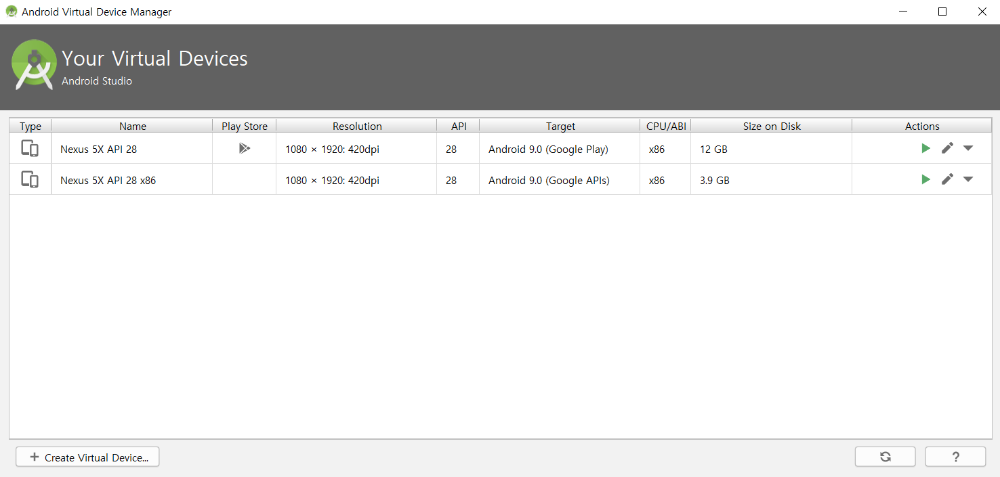 Android Virtual Device Manager
Your Virtual Devices
Android Studio
Type Name Play Store Resolution API Target CPU/ABI Size on Disk Actions
Nexus 5X API 28 1080 × 1920: 420dpi 28 Android 9.0 (Google Play) x86 12 GB
Nexus 5X API 28 x86 1080 × 1920: 420dpi 28 Android 9.0 (Google APIs) x86 3.9 GB
+ Create Virtual Device... ?